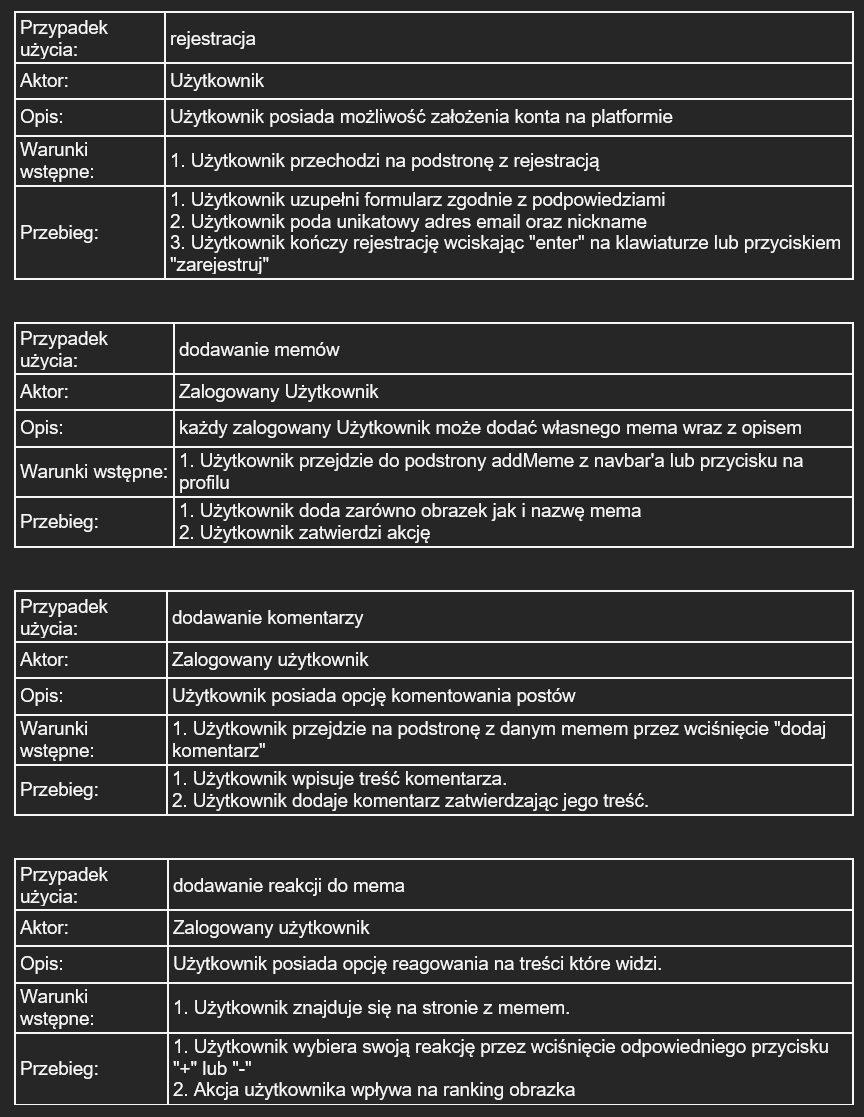 Przypadek
użycia:
rejestracja
Aktor:
Użytkownik
Opis:
Użytkownik posiada możliwość założenia konta na platformie
Warunki
wstępne:
1. Użytkownik przechodzi na podstronę z rejestracją
Przebieg:
1. Użytkownik uzupełni formularz zgodnie z podpowiedziami
2. Użytkownik poda unikatowy adres email oraz nickname
3. Użytkownik kończy rejestrację wciskając "enter" na klawiaturze lub przyciskiem
"zarejestruj"
Przypadek
użycia:
dodawanie memów
Aktor:
Zalogowany Użytkownik
Opis:
każdy zalogowany Użytkownik może dodać własnego mema wraz z opisem
Warunki wstępne:
1. Użytkownik przejdzie do podstrony addMeme z navbar'a lub przycisku na
profilu
Przebieg:
1. Użytkownik doda zarówno obrazek jak i nazwę mema
2. Użytkownik zatwierdzi akcję
Przypadek
użycia:
dodawanie komentarzy
Aktor:
Zalogowany użytkownik
Opis:
Użytkownik posiada opcję komentowania postów
Warunki
wstępne:
1. Użytkownik przejdzie na podstronę z danym memem przez wciśnięcie "dodaj
komentarz"
Przebieg:
1. Użytkownik wpisuje treść komentarza.
2. Użytkownik dodaje komentarz zatwierdzając jego treść.
Przypadek
użycia:
dodawanie reakcji do mema
Aktor:
Zalogowany użytkownik
Opis:
Użytkownik posiada opcję reagowania na treści które widzi.
Warunki
wstępne:
1. Użytkownik znajduje się na stronie z memem.
Przebieg:
1. Użytkownik wybiera swoją reakcję przez wciśnięcie odpowiedniego przycisku
"+" lub "-"
2. Akcja użytkownika wpływa na ranking obrazka